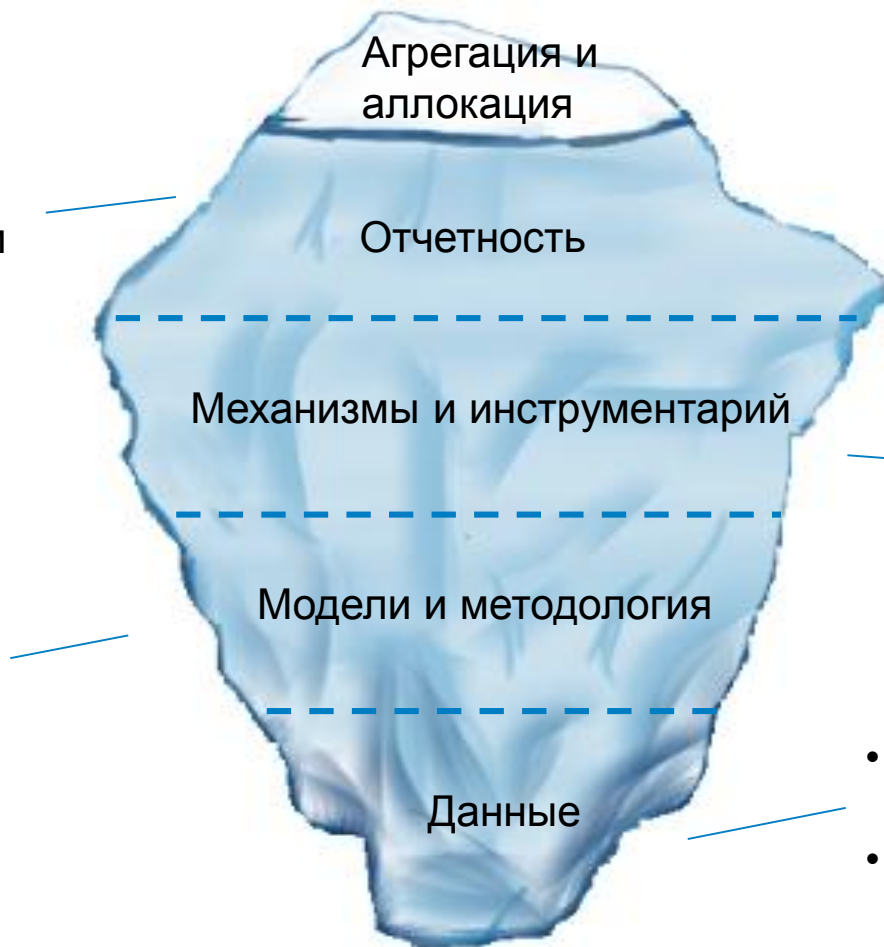 Агрегация и
аллокация
Отчетность
Механизмы и инструментарий
Модели и методология
Данные
•
•